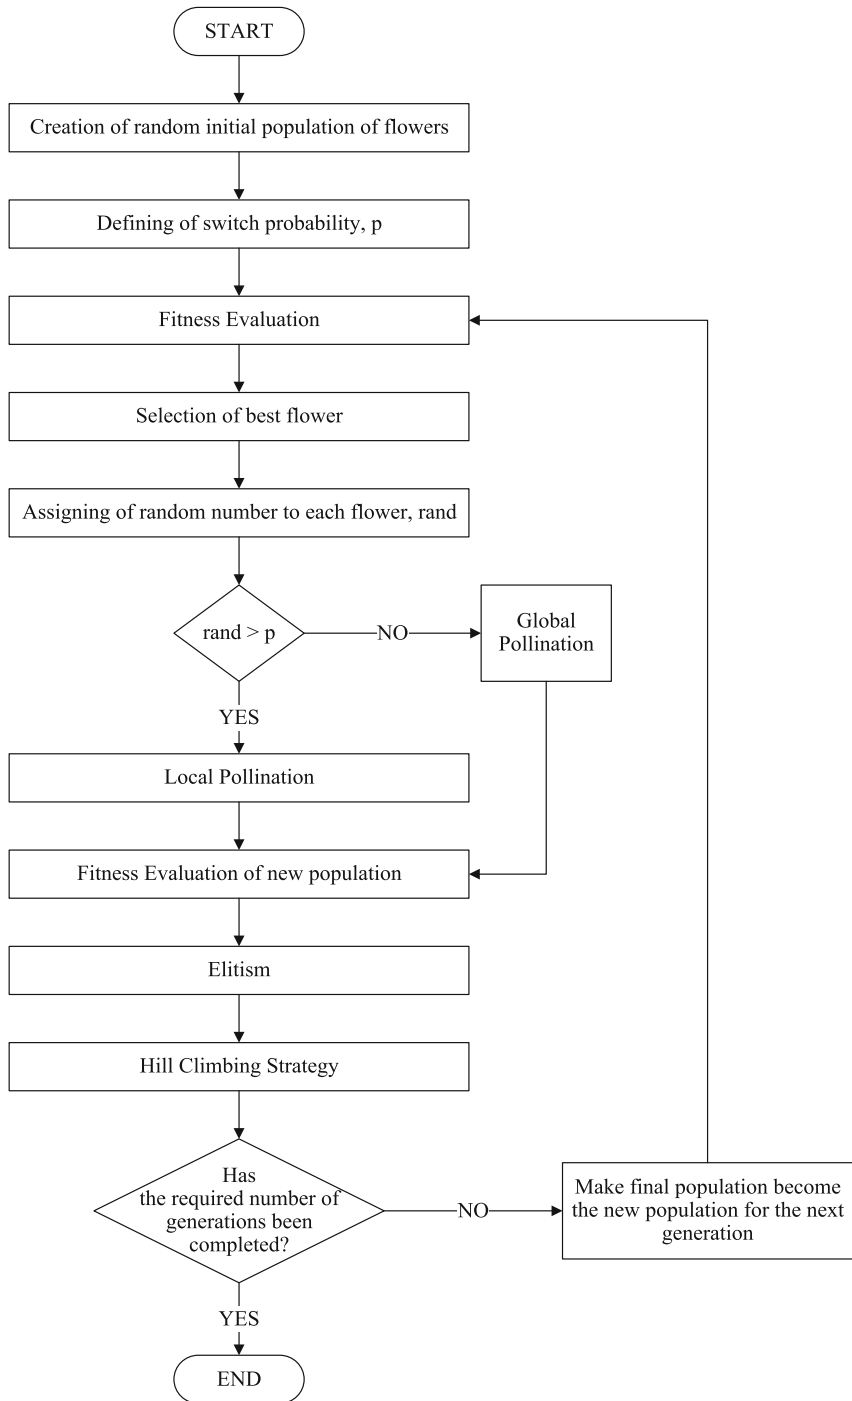 START
Creation of random initial population of flowers
Defining of switch probability, p
Fitness Evaluation
Selection of best flower
Assigning of random number to each flower, rand
rand > p
NO
Global
Pollination
YES
Local Pollination
Fitness Evaluation of new population
Elitism
Hill Climbing Strategy
Has
the required number of
generations been
completed?
NO
Make final population become
the new population for the next
generation
YES
END